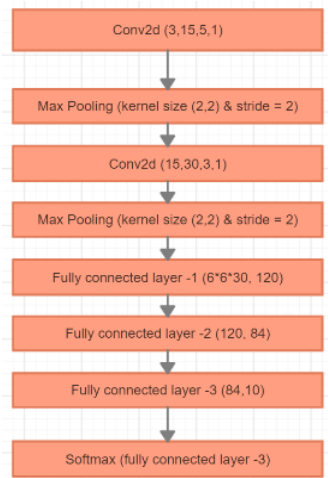 Conv2d (3,15,5,1)
Max Pooling (kernel size (2,2) & stride = 2)
Conv2d (15,30,3,1)
Max Pooling (kernel size (2,2) & stride = 2)
Fully connected layer -1 (6*6*30, 120)
Fully connected layer -2 (120, 84)
Fully connected layer -3 (84,10)
Softmax (fully connected layer -3)